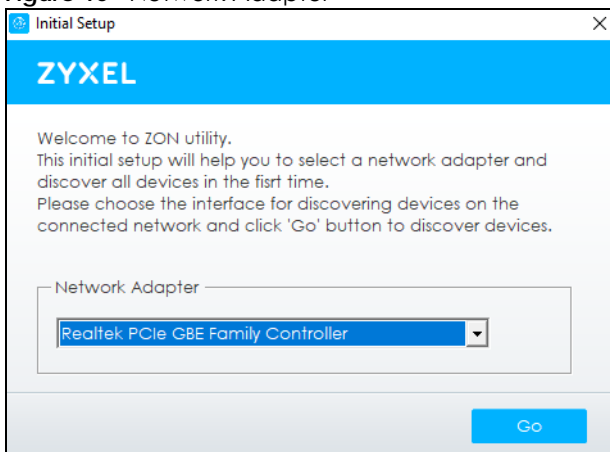 Initial Setup
ZYXEL
Welcome to ZON utility.
This initial setup will help you to select a network adapter and
discover all devices in the fisrt time.
Please choose the interface for discovering devices on the
connected network and click 'Go' button to discover devices.
Network Adapter
Realtek PCIe GBE Family Controller
Go